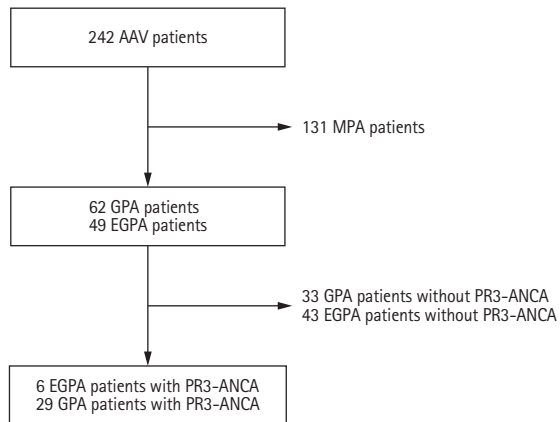 242 AAV patients
131 MPA patients
62 GPA patients
49 EGPA patients
33 GPA patients without PR3-ANCA
43 EGPA patients without PR3-ANCA
6 EGPA patients with PR3-ANCA
29 GPA patients with PR3-ANCA